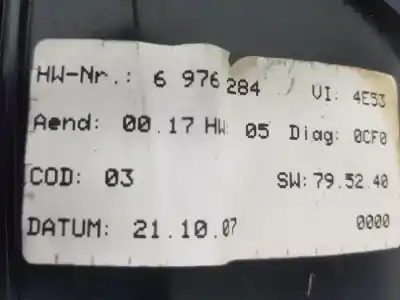 HW-Nr.: 6 976 284 VI: 4E53
Aend: 00.17 HW: 05 Diag: 0CF0
COD: 03 SW: 79.52.40
DATUM: 21.10.07 0000